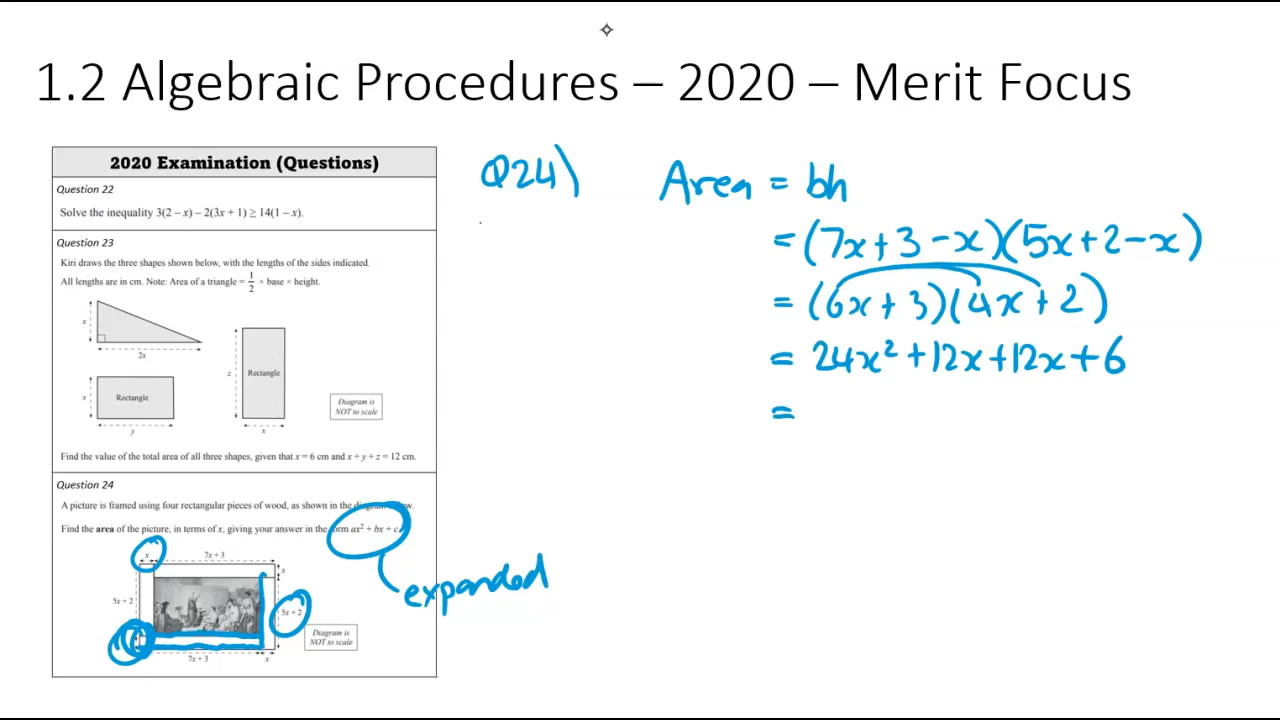 1.2 Algebraic Procedures – 2020 – Merit Focus
2020 Examination (Questions)
Question 22
Solve the inequality 3(2 – x) – 2(3x + 1) ≥ 14(1 – x).
Question 23
Kiri draws the three shapes shown below, with the lengths of the sides indicated.
All lengths are in cm. Note: Area of a triangle = 1/2 × base × height.
x
2x
z
Rectangle
x
x
Rectangle
y
Diagram is
NOT to scale
Find the value of the total area of all three shapes, given that x = 6 cm and x + y + z = 12 cm.
Question 24
A picture is framed using four rectangular pieces of wood, as shown in the
Find the area of the picture, in terms of x, giving your answer in the form ax² + bx + c
x
7x + 3
x
5x + 2
5x + 2
Diagram is
NOT to scale
7x + 3
x
expanded
Q24)
Area = bh
= (7x + 3 - x)(5x + 2 - x)
= (6x + 3)(4x + 2)
= 24x² + 12x + 12x + 6
=